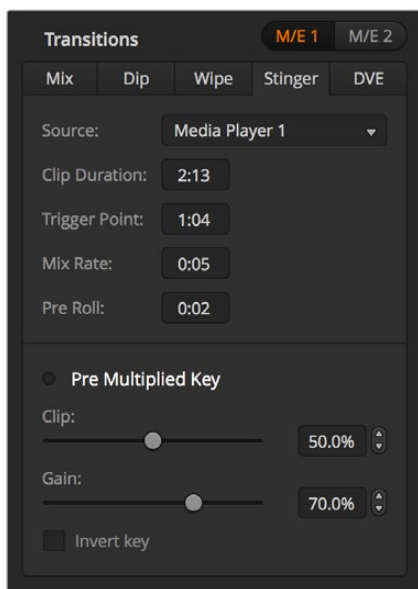 Transitions M/E 1 M/E 2
Mix Dip Wipe Stinger DVE
Source: Media Player 1
Clip Duration: 2:13
Trigger Point: 1:04
Mix Rate: 0:05
Pre Roll: 0:02
Pre Multiplied Key
Clip:
50.0%
Gain:
70.0%
Invert key